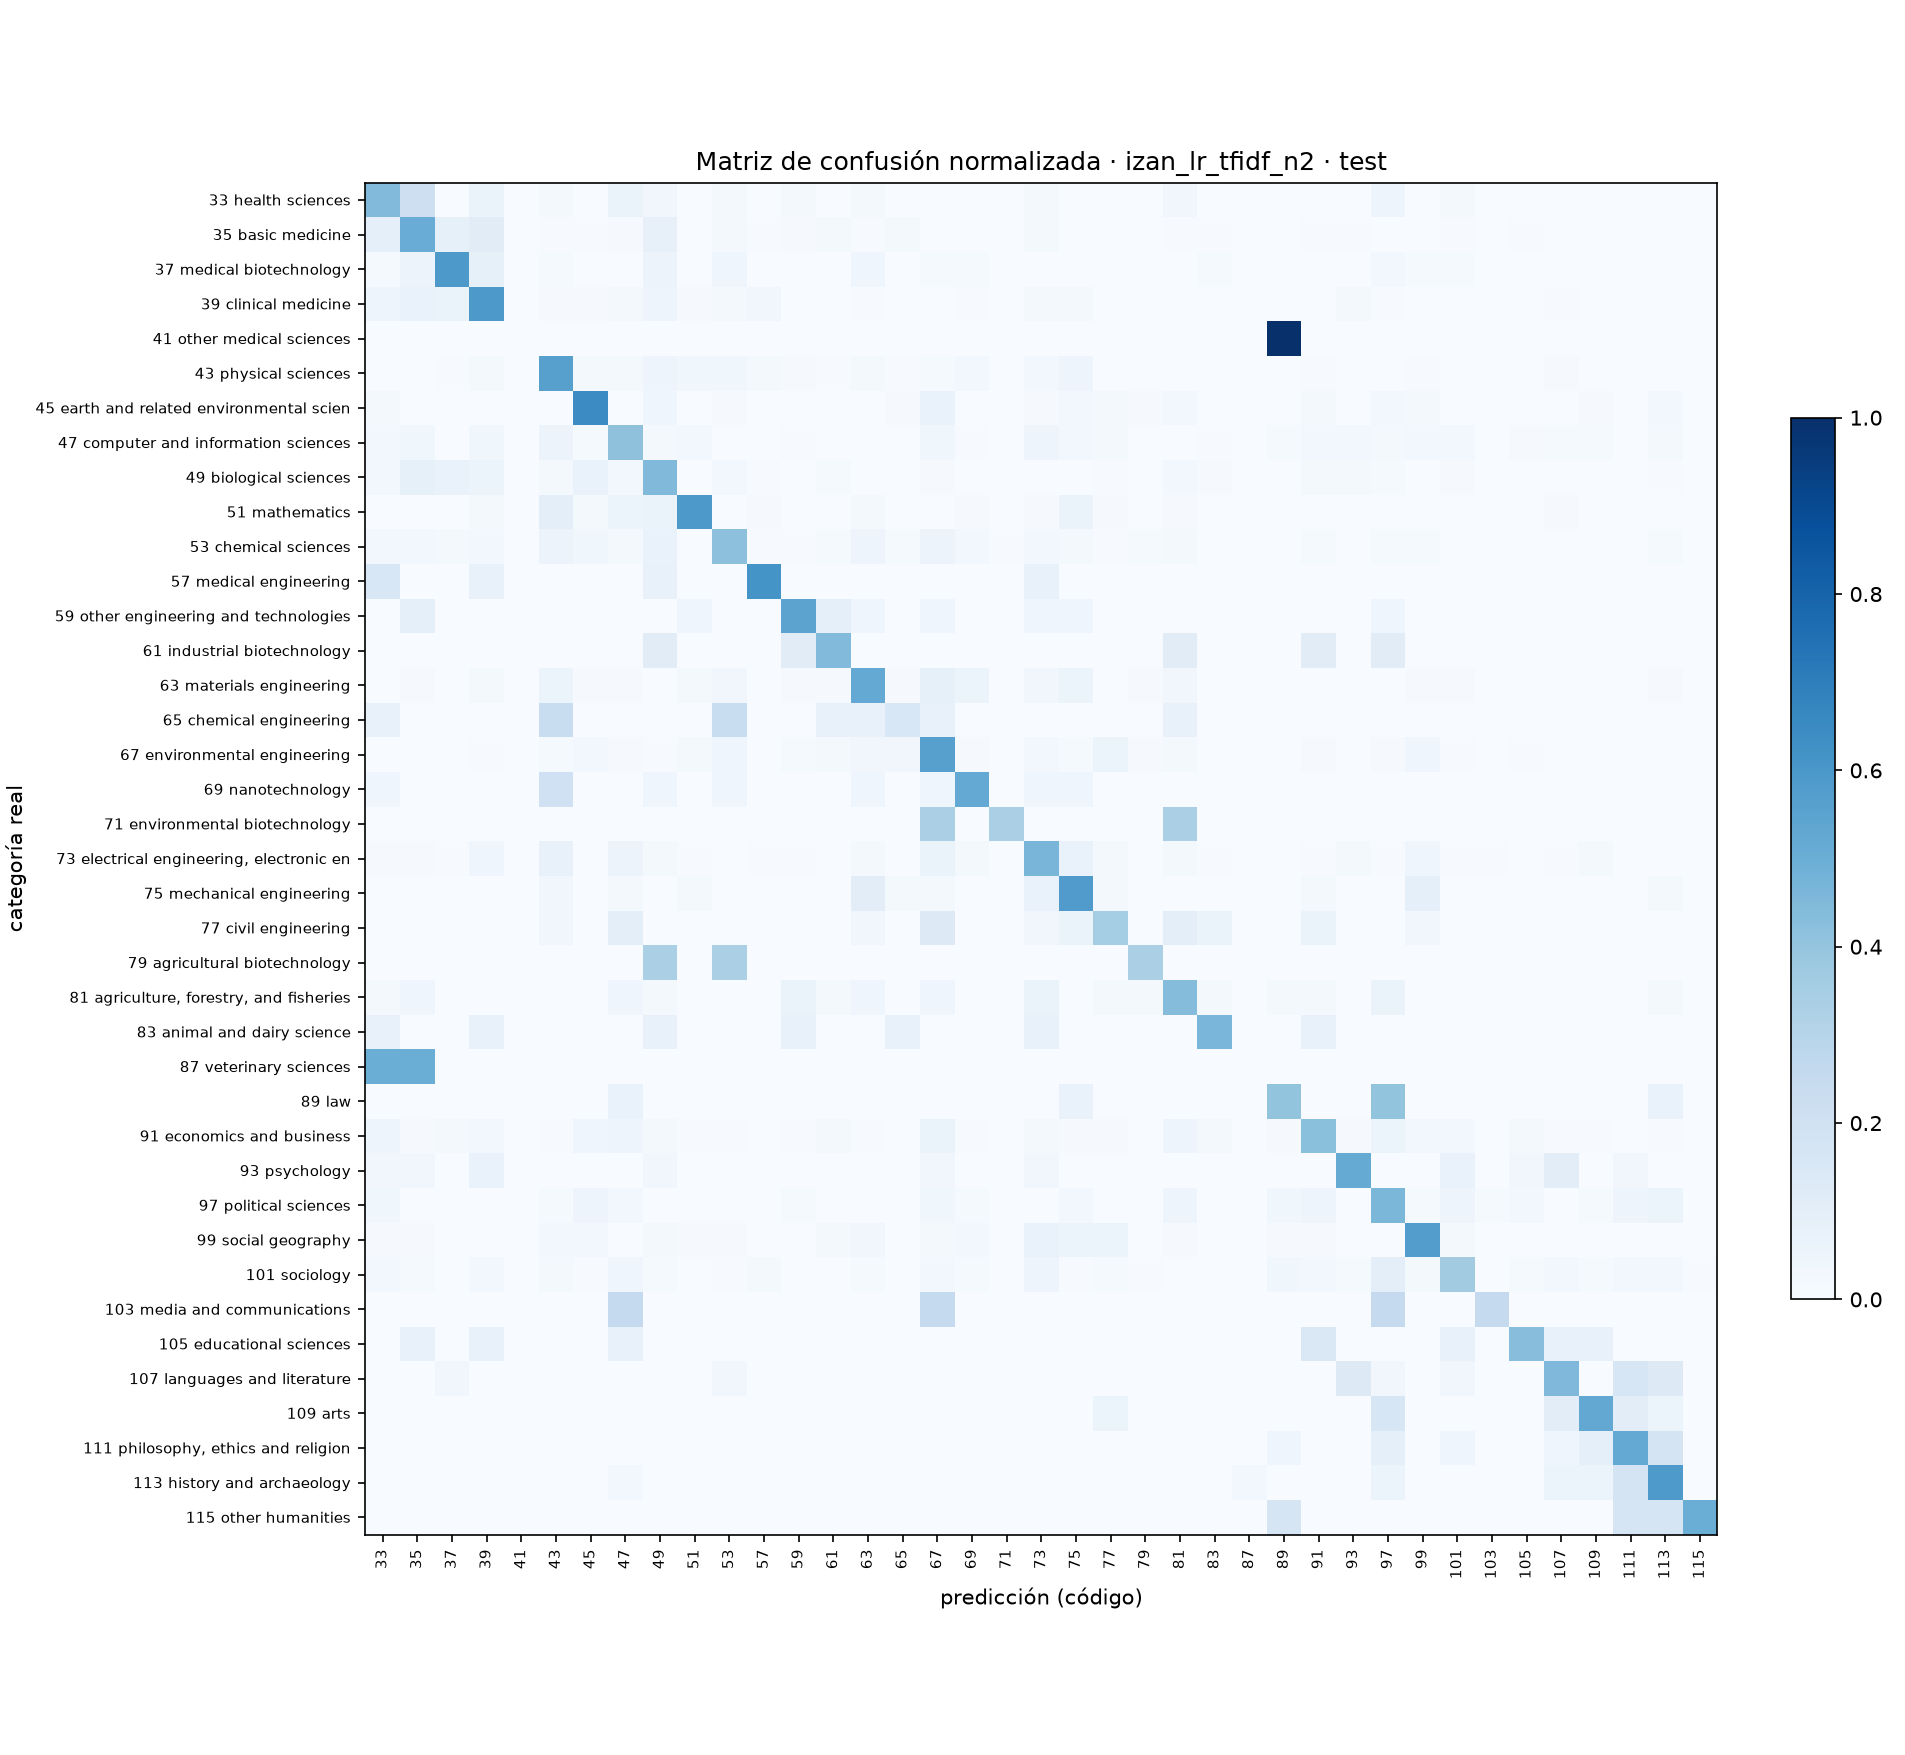 Matriz de confusión normalizada · izan_lr_tfidf_n2 · test
categoría real
33 health sciences
35 basic medicine
37 medical biotechnology
39 clinical medicine
41 other medical sciences
43 physical sciences
45 earth and related environmental scien
47 computer and information sciences
49 biological sciences
51 mathematics
53 chemical sciences
57 medical engineering
59 other engineering and technologies
61 industrial biotechnology
63 materials engineering
65 chemical engineering
67 environmental engineering
69 nanotechnology
71 environmental biotechnology
73 electrical engineering, electronic en
75 mechanical engineering
77 civil engineering
79 agricultural biotechnology
81 agriculture, forestry, and fisheries
83 animal and dairy science
87 veterinary sciences
89 law
91 economics and business
93 psychology
97 political sciences
99 social geography
101 sociology
103 media and communications
105 educational sciences
107 languages and literature
109 arts
111 philosophy, ethics and religion
113 history and archaeology
115 other humanities
33 35 37 39 41 43 45 47 49 51 53 57 59 61 63 65 67 69 71 73 75 77 79 81 83 87 89 91 93 97 99 101 103 105 107 109 111 113 115
predicción (código)
1.0
0.8
0.6
0.4
0.2
0.0